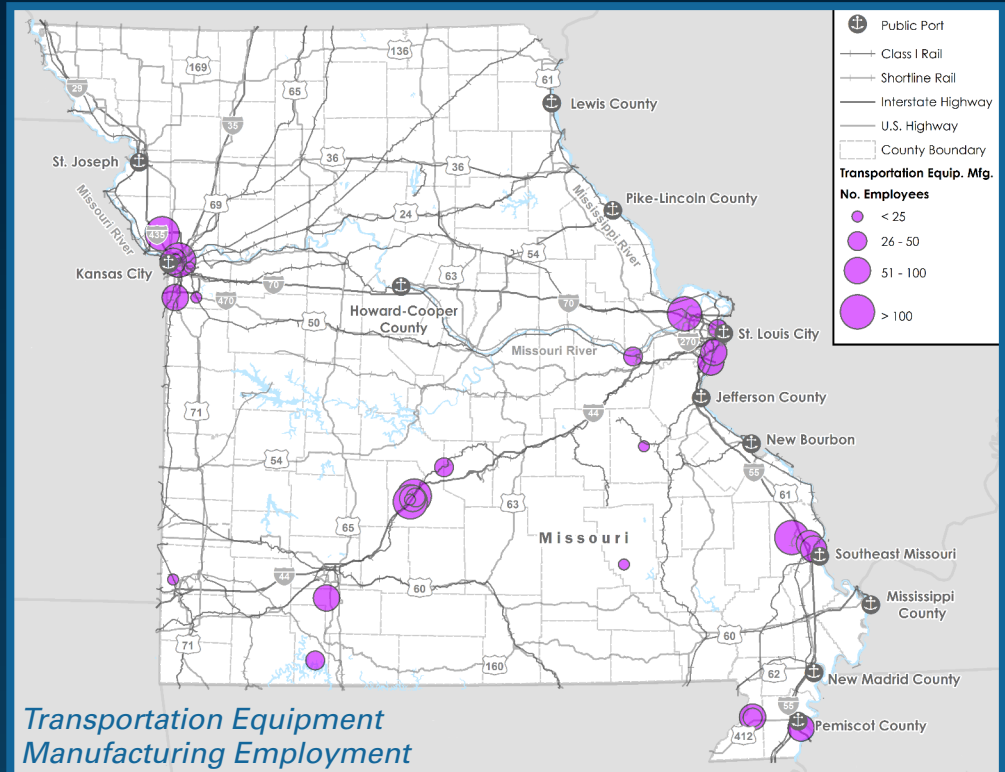 Public Port
Class I Rail
Shortline Rail
Interstate Highway
U.S. Highway
County Boundary
Transportation Equip. Mfg.
No. Employees
< 25
26 - 50
51 - 100
> 100
136
169
61
65
29
Lewis County
35
St. Joseph
36
36
Missouri River
69
24
Mississippi River
Pike-Lincoln County
435
54
Kansas City
63
70
470
70
Howard-Cooper
County
50
St. Louis City
270
Missouri River
Jefferson County
71
44
New Bourbon
54
55
61
65
63
Missouri
Southeast Missouri
44
60
Mississippi
County
71
60
160
62
New Madrid County
55
Pemiscot County
412
Transportation Equipment
Manufacturing Employment